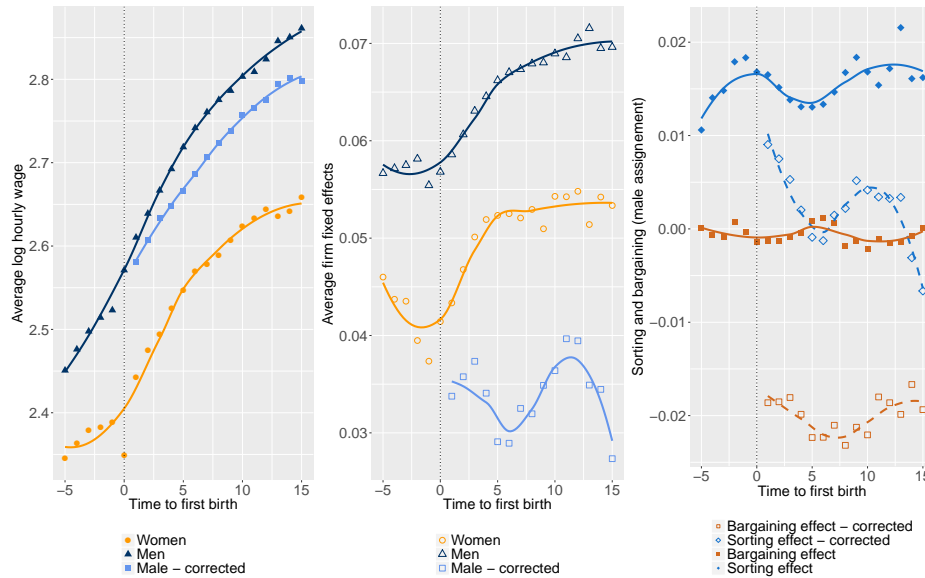 Average log hourly wage
2.8
2.7
2.6
2.5
2.4
−5
0
5
10
15
Time to first birth
Women
Men
Male − corrected
Average firm fixed effects
0.07
0.06
0.05
0.04
0.03
−5
0
5
10
15
Time to first birth
Women
Men
Male − corrected
Sorting and bargaining (male assignement)
0.02
0.01
0.00
−0.01
−0.02
−5
0
5
10
15
Time to first birth
Bargaining effect − corrected
Sorting effect − corrected
Bargaining effect
Sorting effect